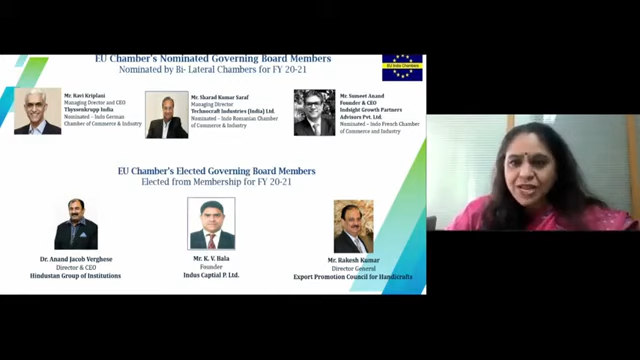 EU Chamber's Nominated Governing Board Members
Nominated by Bi- Lateral Chambers for FY 20-21
EU India Chambers
Mr. Ravi Kriplani
Managing Director and CEO
Thyssenkrupp India
Nominated – Indo German
Chamber of Commerce & Industry
Mr. Sharad Kumar Saraf
Managing Director
Technocraft Industries (India) Ltd.
Nominated – Indo Romanian Chamber
of Commerce & Industry
Mr. Sumeet Anand
Founder & CEO
Indsight Growth Partners
Advisors Pvt. Ltd.
Nominated – Indo French Chamber
of Commerce and Industry
EU Chamber's Elected Governing Board Members
Elected from Membership for FY 20-21
Dr. Anand Jacob Verghese
Director & CEO
Hindustan Group of Institutions
Mr. K. V. Bala
Founder
Indus Captial P. Ltd.
Mr. Rakesh Kumar
Director General
Export Promotion Council for Handicrafts